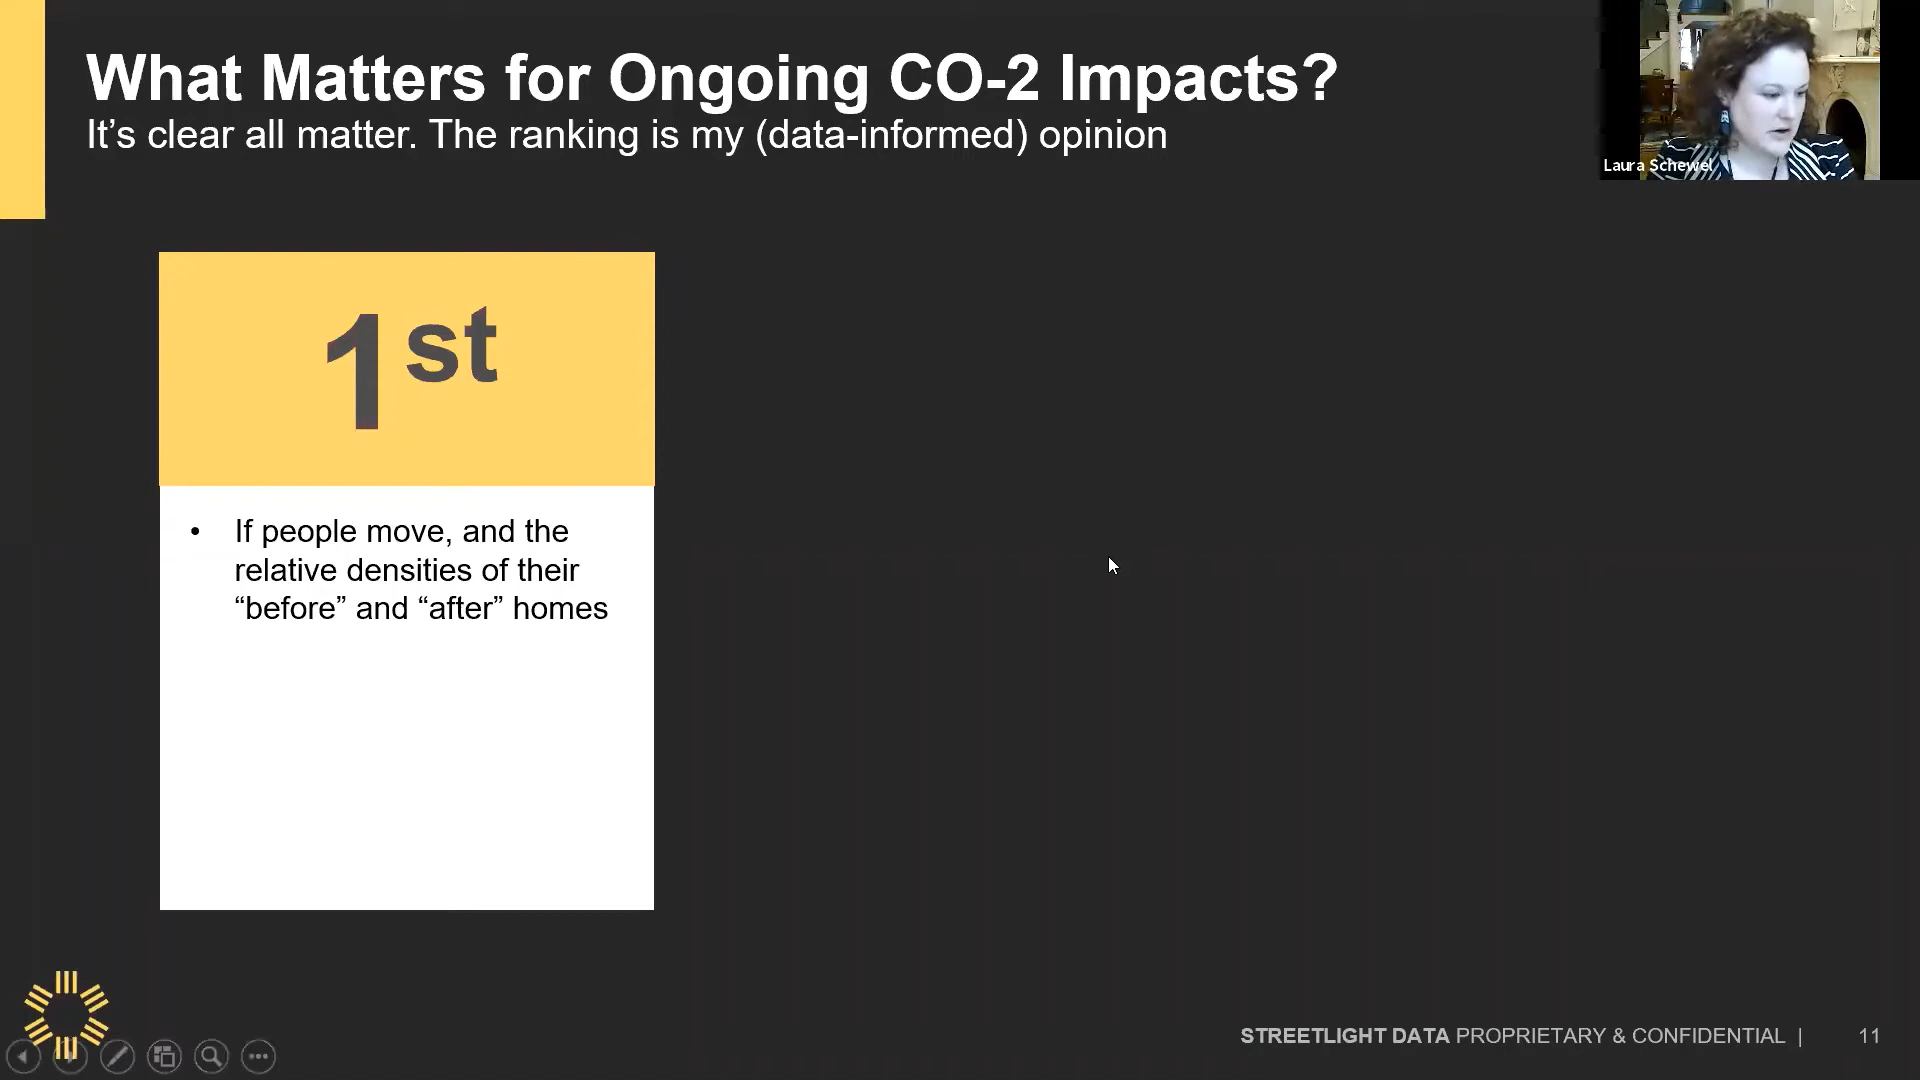 What Matters for Ongoing CO-2 Impacts?
It’s clear all matter. The ranking is my (data-informed) opinion
Laura Schewel
1st
• If people move, and the
relative densities of their
“before” and “after” homes
STREETLIGHT DATA PROPRIETARY & CONFIDENTIAL | 11